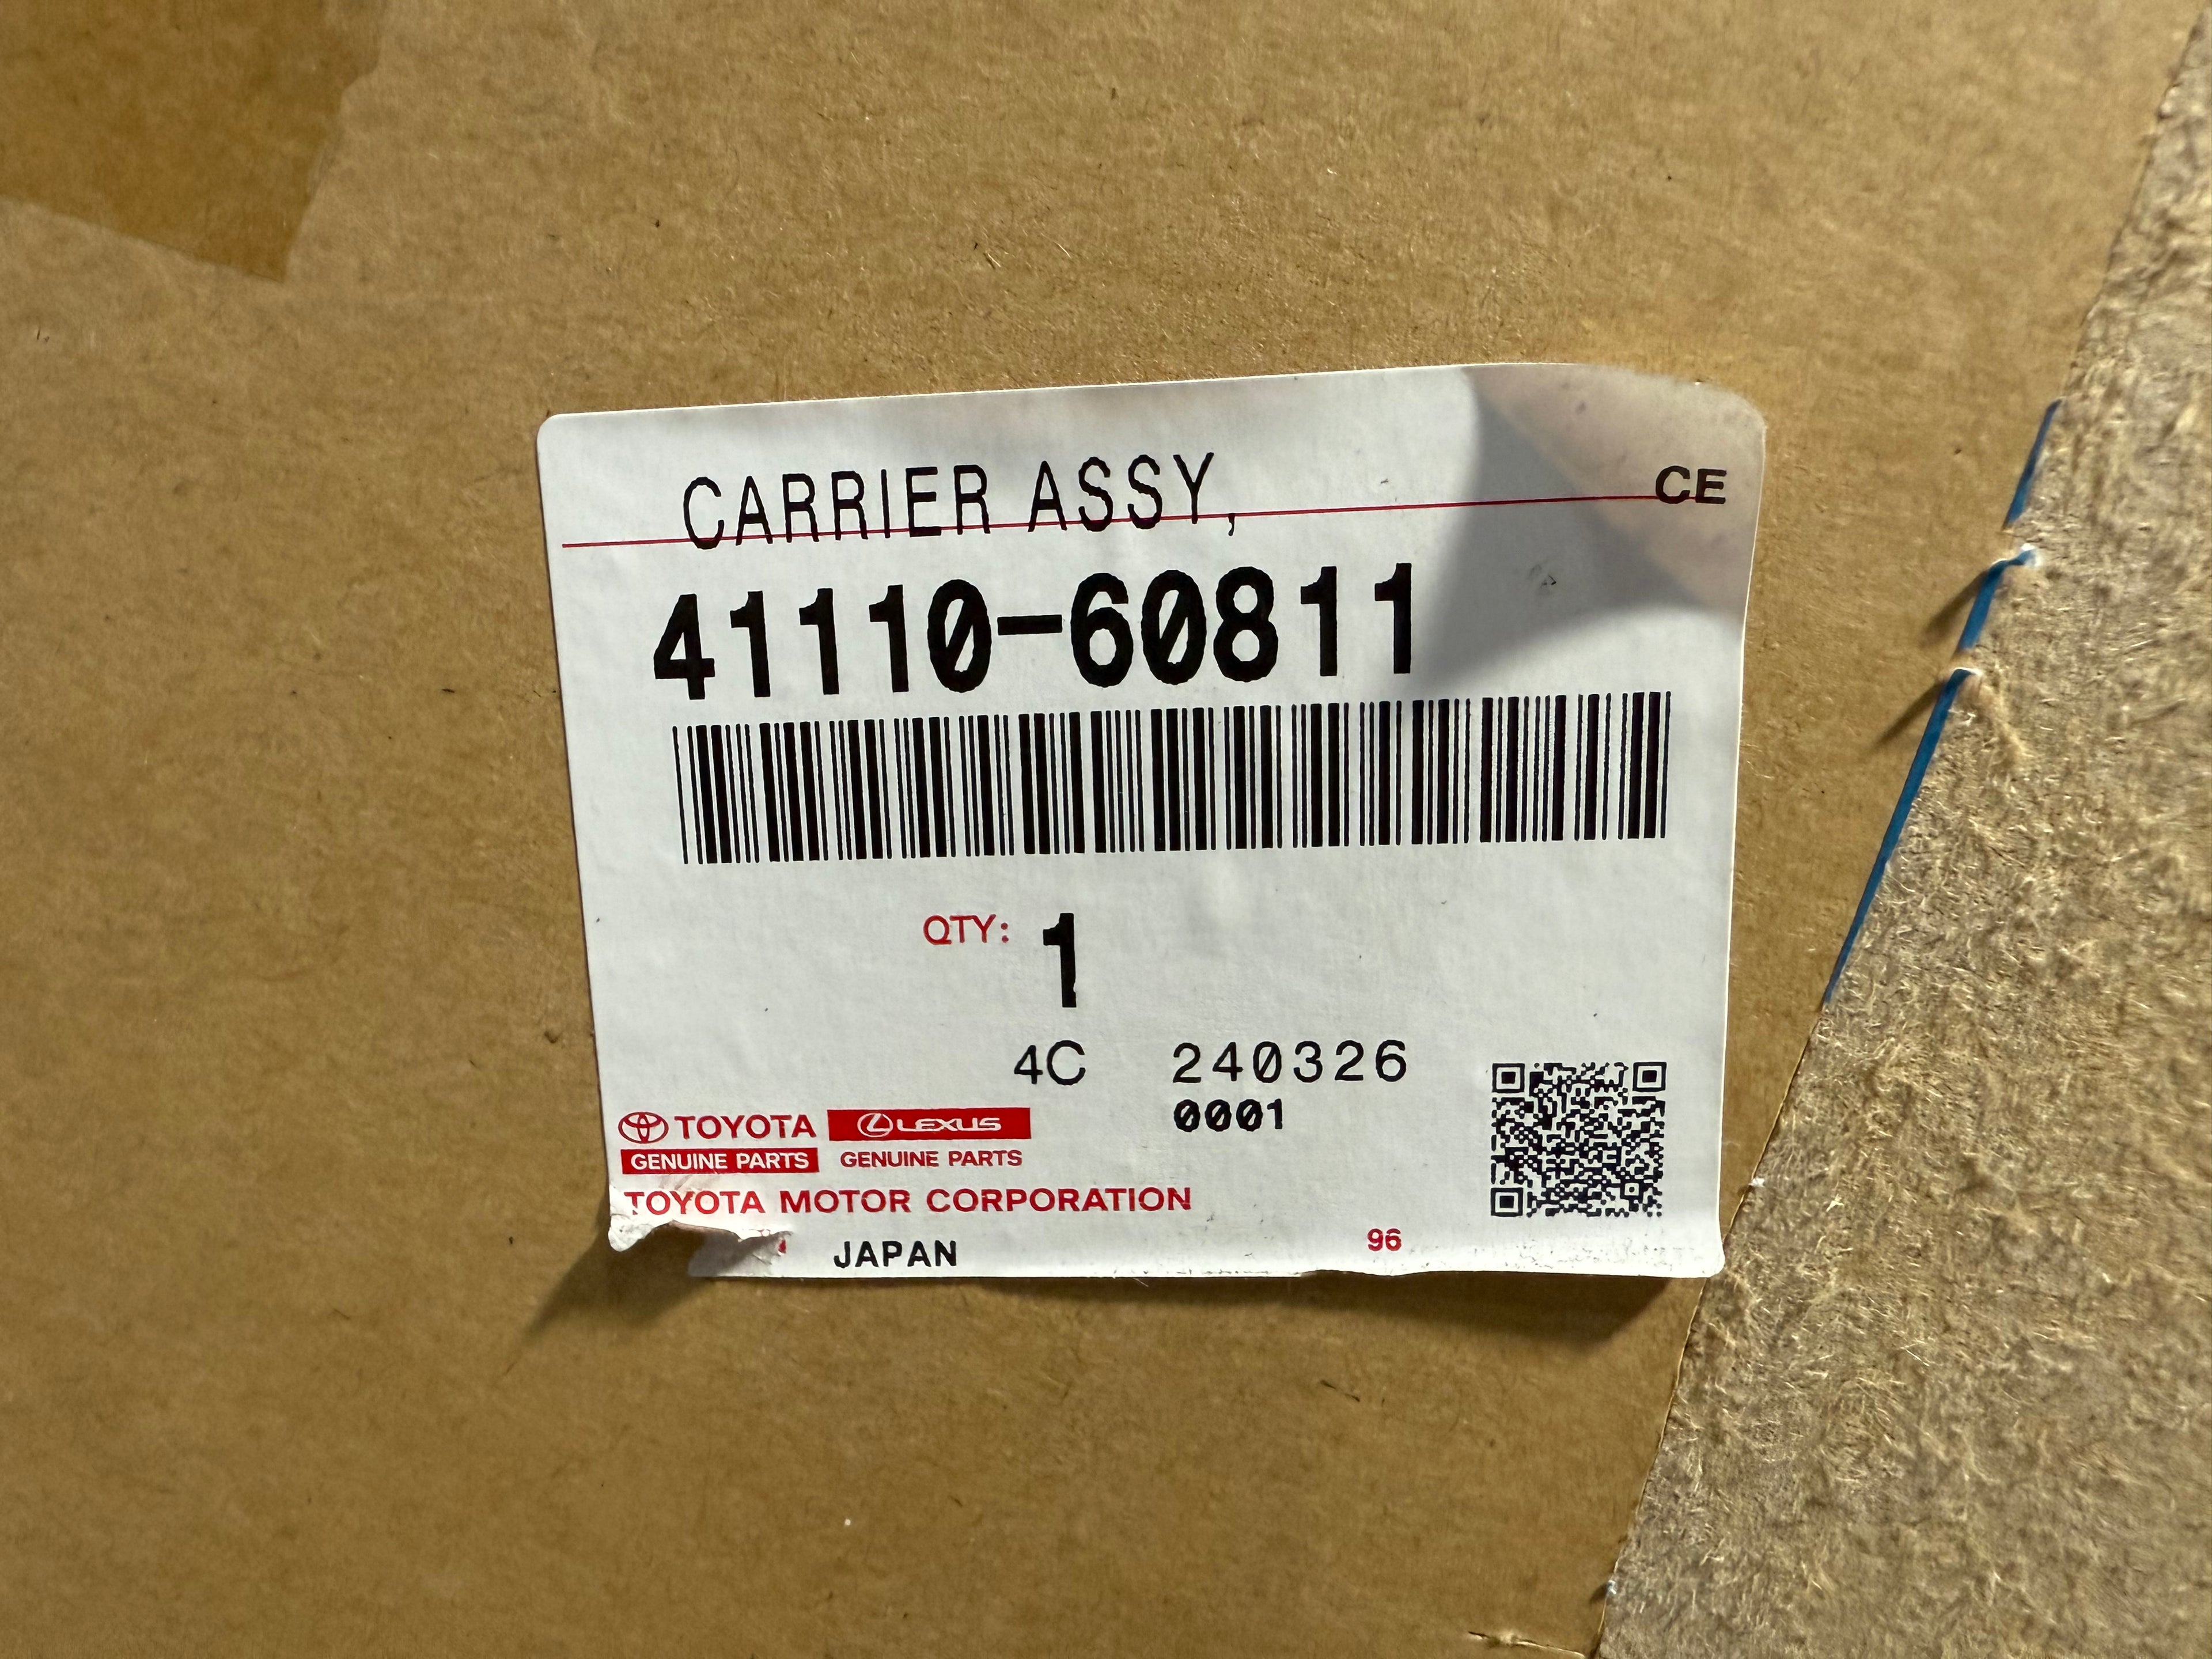 CARRIER ASSY,
CE
41110-60811
QTY: 1
4C 240326
0001
TOYOTA LEXUS
GENUINE PARTS GENUINE PARTS
TOYOTA MOTOR CORPORATION
JAPAN 96